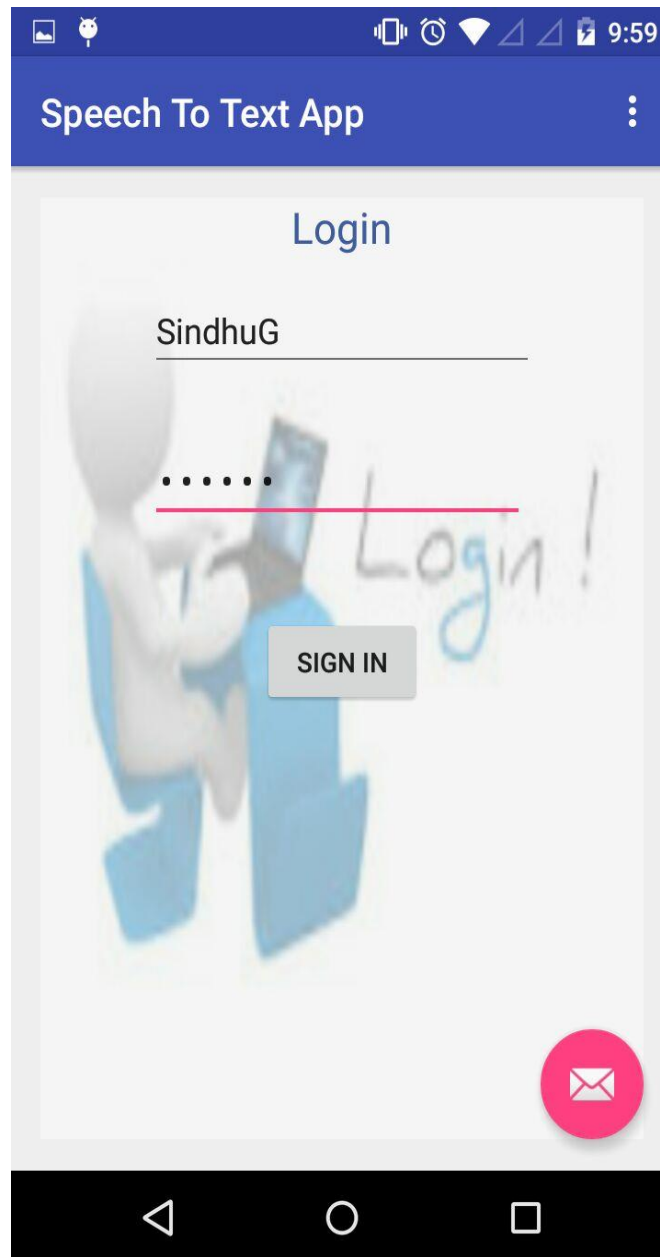 9:59
Speech To Text App
Login
SindhuG
••••••
Login!
SIGN IN